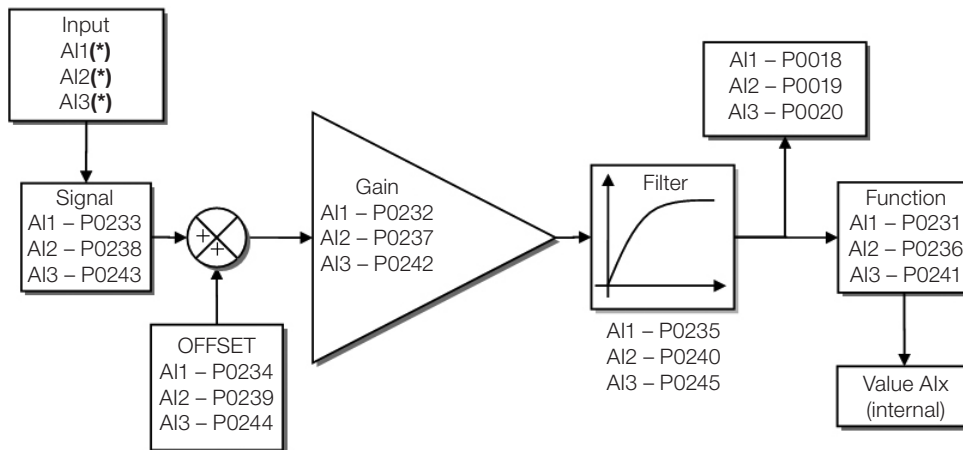 Input
AI1(*)
AI2(*)
AI3(*)
Signal
AI1 – P0233
AI2 – P0238
AI3 – P0243
+
+
OFFSET
AI1 – P0234
AI2 – P0239
AI3 – P0244
Gain
AI1 – P0232
AI2 – P0237
AI3 – P0242
Filter
AI1 – P0235
AI2 – P0240
AI3 – P0245
AI1 – P0018
AI2 – P0019
AI3 – P0020
Function
AI1 – P0231
AI2 – P0236
AI3 – P0241
Value AIx
(internal)